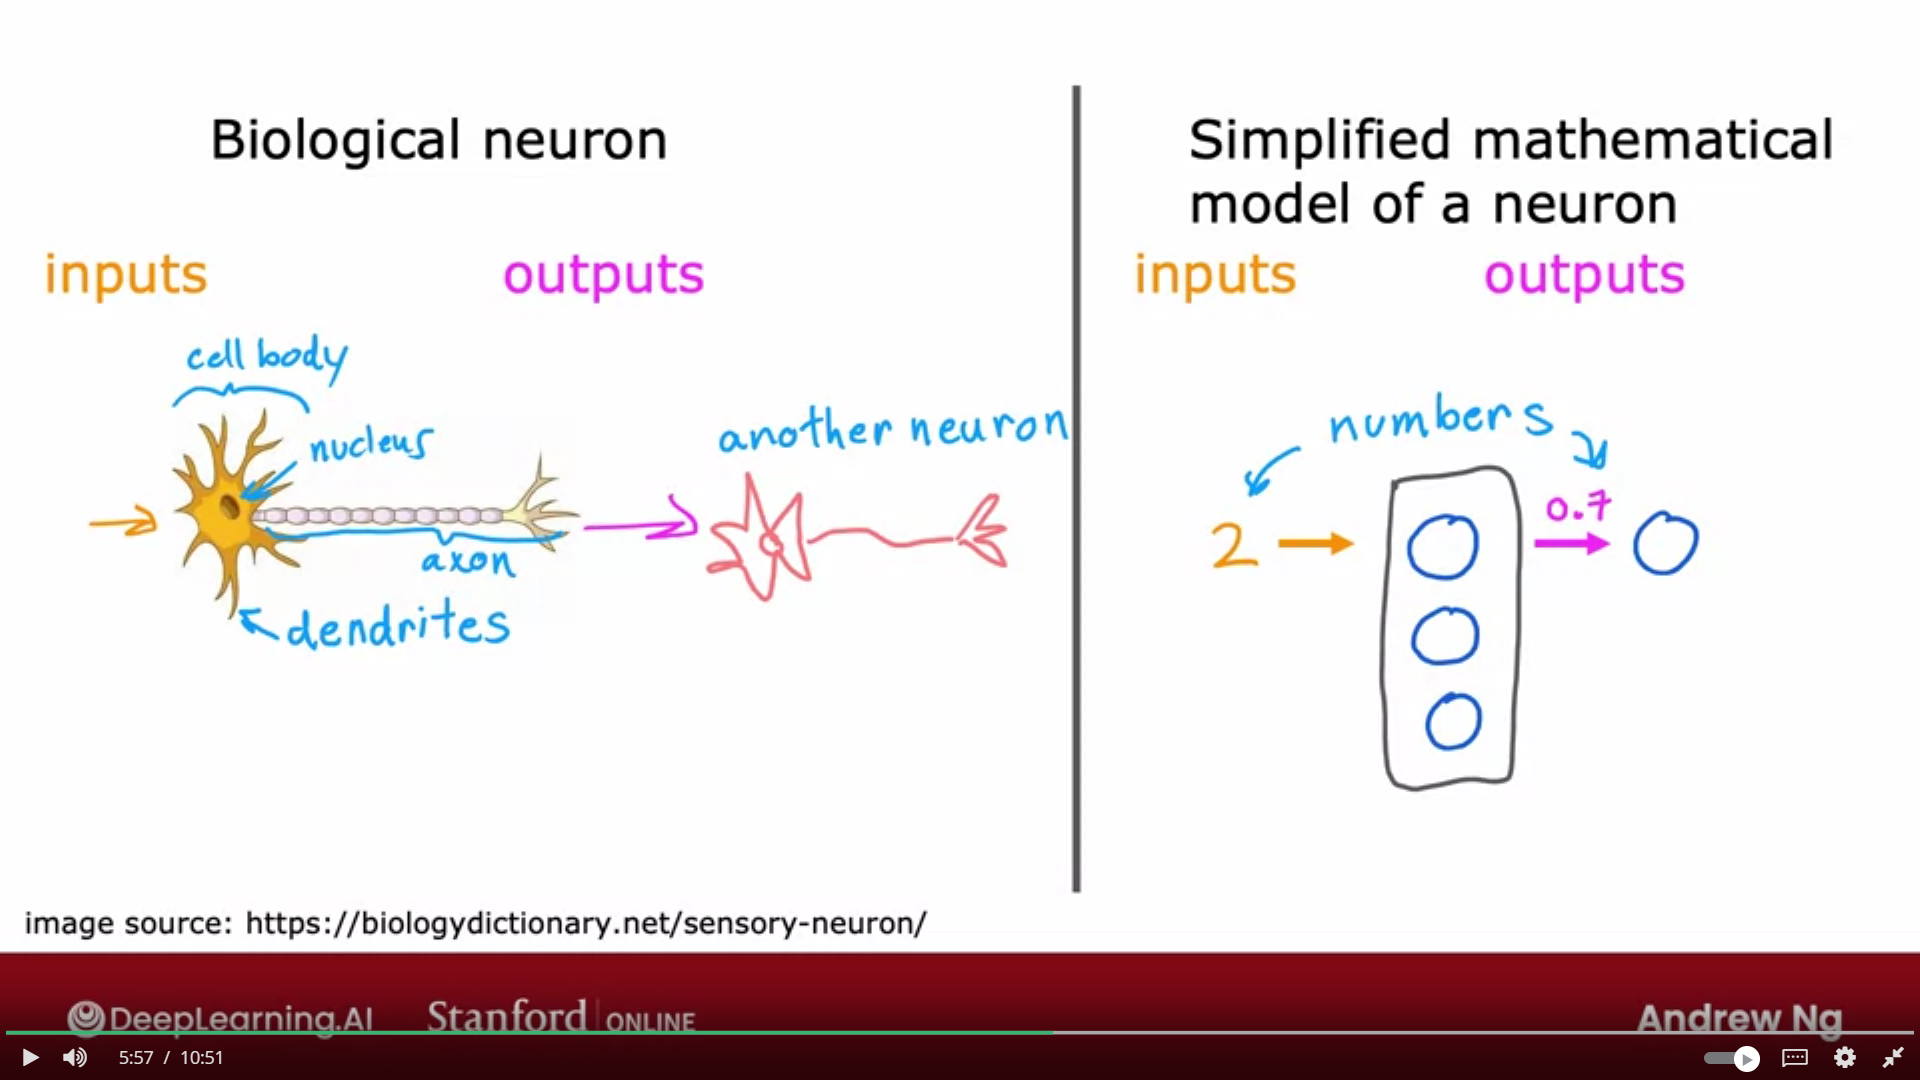 Biological neuron
inputs
outputs
cell body
nucleus
axon
dendrites
another neuron
image source: https://biologydictionary.net/sensory-neuron/
Simplified mathematical
model of a neuron
inputs
outputs
numbers
2
0.7
DeepLearning.AI
Stanford ONLINE
Andrew Ng
5:57 / 10:51